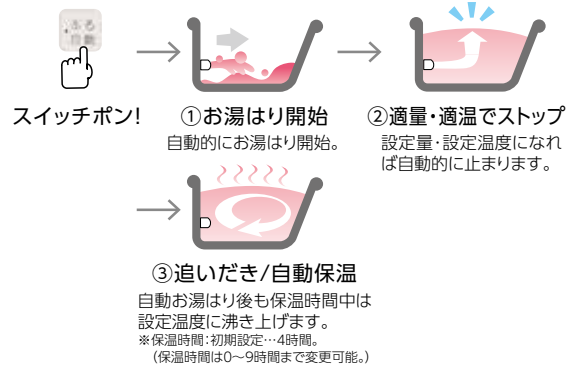 ふろ
自動
スイッチポン!
①お湯はり開始
自動的にお湯はり開始。
②適量・適温でストップ
設定量・設定温度になれ
ば自動的に止まります。
③追いだき/自動保温
自動お湯はり後も保温時間中は
設定温度に沸き上げます。
※保温時間:初期設定…4時間。
(保温時間は0〜9時間まで変更可能。)